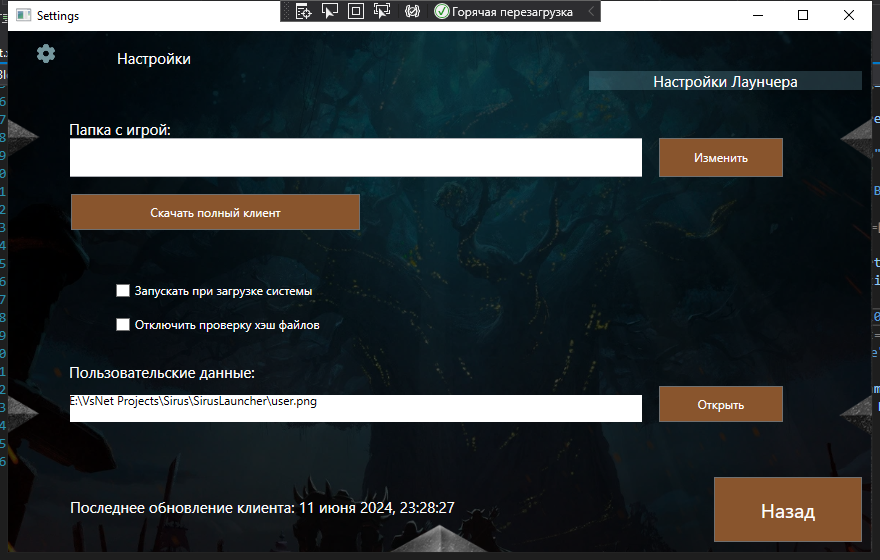 Settings
Горячая перезагрузка
Настройки
Настройки Лаунчера
Папка с игрой:
Изменить
Скачать полный клиент
Запускать при загрузке системы
Отключить проверку хэш файлов
Пользовательские данные:
E:\VsNet Projects\Sirus\SirusLauncher\user.png
Открыть
Последнее обновление клиента: 11 июня 2024, 23:28:27
Назад